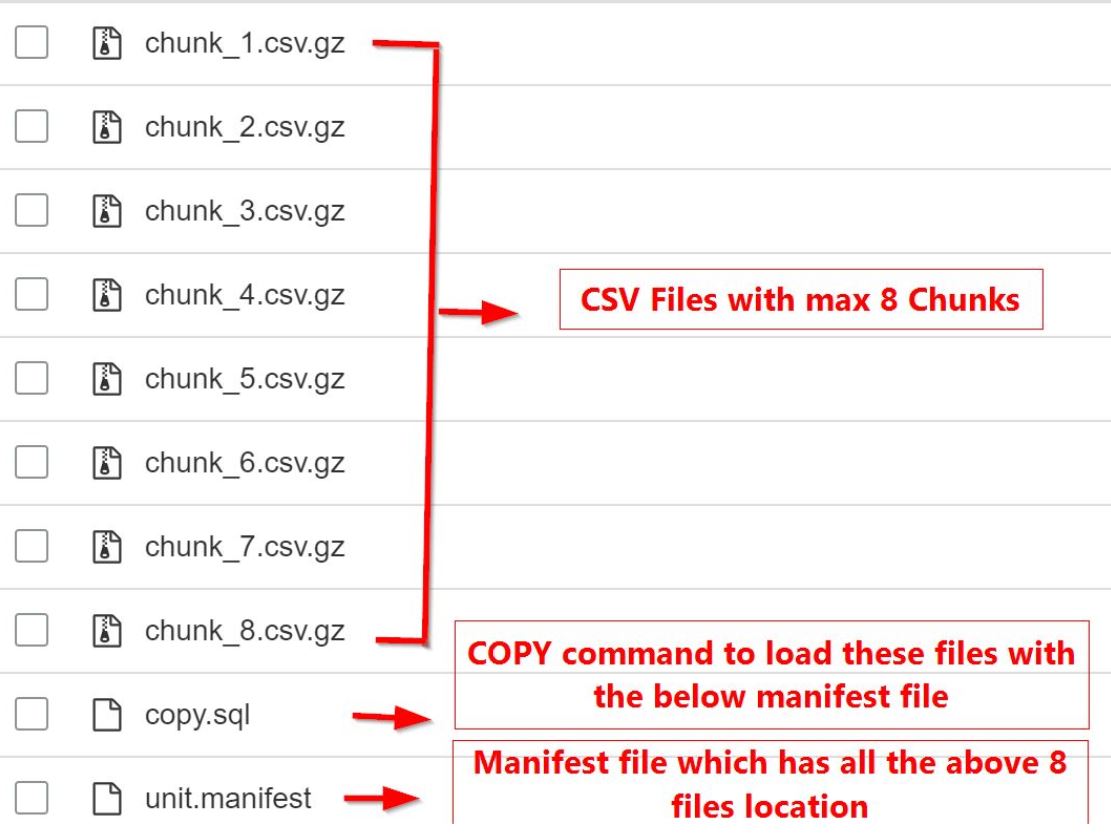 chunk_1.csv.gz
chunk_2.csv.gz
chunk_3.csv.gz
chunk_4.csv.gz
CSV Files with max 8 Chunks
chunk_5.csv.gz
chunk_6.csv.gz
chunk_7.csv.gz
chunk_8.csv.gz
COPY command to load these files with
the below manifest file
copy.sql
Manifest file which has all the above 8
files location
unit.manifest